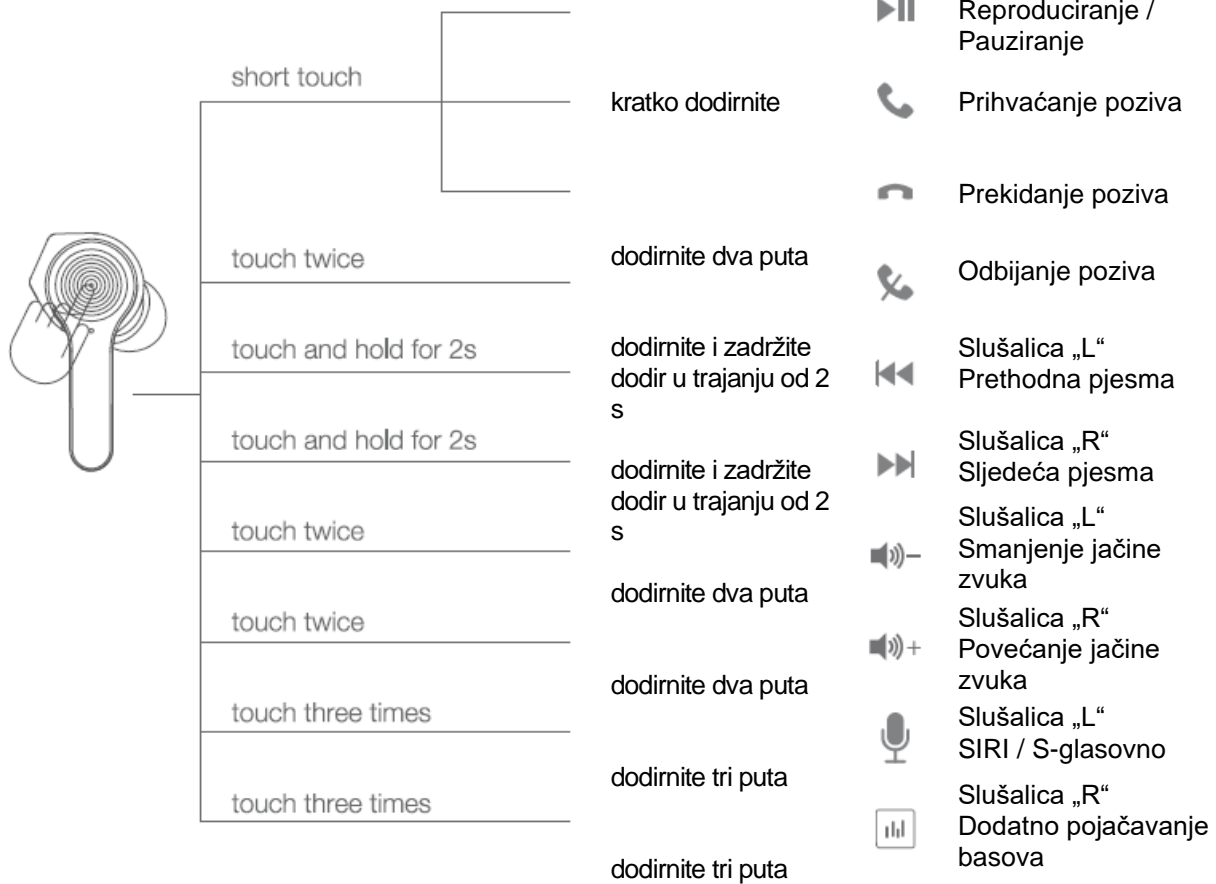 short touch
touch twice
touch and hold for 2s
touch and hold for 2s
touch twice
touch twice
touch three times
touch three times
kratko dodirnite
dodirnite dva puta
dodirnite i zadržite
dodir u trajanju od 2
s
dodirnite i zadržite
dodir u trajanju od 2
s
dodirnite dva puta
dodirnite dva puta
dodirnite tri puta
dodirnite tri puta
Reproduciranje /
Pauziranje
Prihvaćanje poziva
Prekidanje poziva
Odbijanje poziva
Slušalica „L“
Prethodna pjesma
Slušalica „R“
Sljedeća pjesma
Slušalica „L“
Smanjenje jačine
zvuka
Slušalica „R“
Povećanje jačine
zvuka
Slušalica „L“
SIRI / S-glasovno
Slušalica „R“
Dodatno pojačavanje
basova